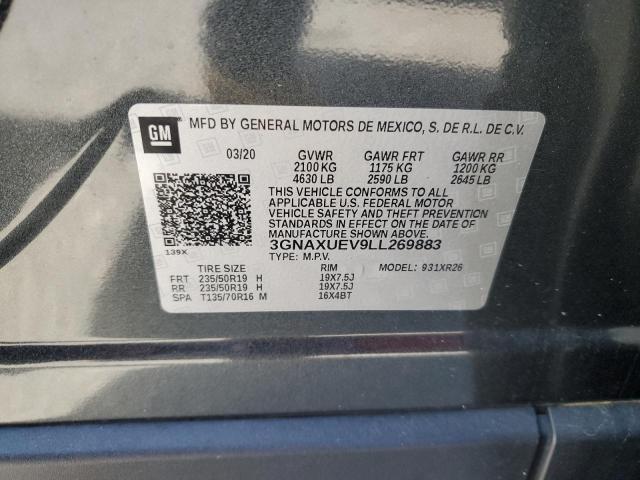 GM MFD BY GENERAL MOTORS DE MEXICO, S. DE R.L. DE C.V.
03/20 GVWR GAWR FRT GAWR RR
2100 KG 1175 KG 1200 KG
4630 LB 2590 LB 2645 LB
THIS VEHICLE CONFORMS TO ALL
APPLICABLE U.S. FEDERAL MOTOR
VEHICLE SAFETY AND THEFT PREVENTION
STANDARDS IN EFFECT ON THE DATE OF
MANUFACTURE SHOWN ABOVE.
139X 3GNAXUEV9LL269883
TYPE: M.P.V.
TIRE SIZE RIM MODEL: 931XR26
FRT 235/50R19 H 19X7.5J
RR 235/50R19 H 19X7.5J
SPA T135/70R16 M 16X4BT